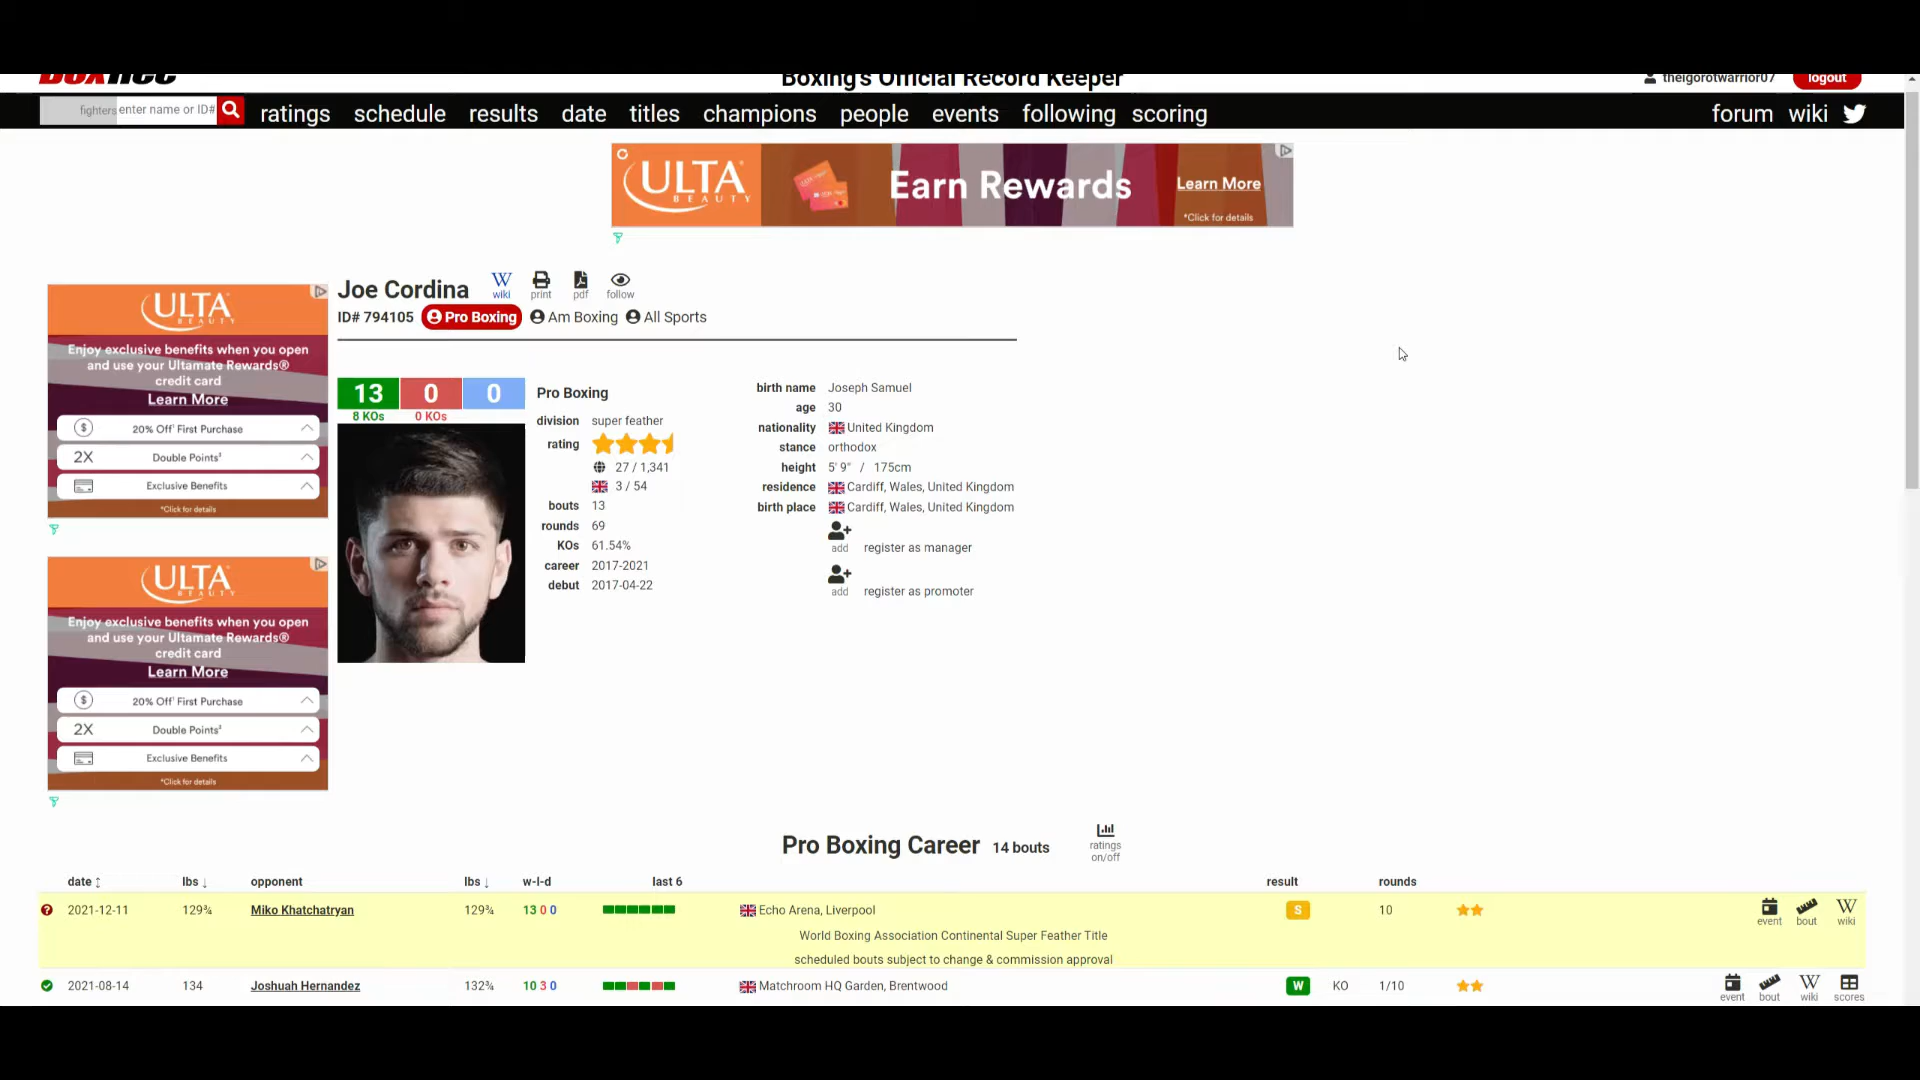 BoxRec
Boxing's Official Record Keeper
theigorotwarrior07
logout
fighters enter name or ID#
ratings schedule results date titles champions people events following scoring forum wiki
ULTA BEAUTY
Earn Rewards
Learn More
*Click for details
Joe Cordina
wiki print pdf follow
ID# 794105 Pro Boxing Am Boxing All Sports
ULTA BEAUTY
Enjoy exclusive benefits when you open
and use your Ultamate Rewards®
credit card
Learn More
$ 20% Off¹ First Purchase
2X Double Points²
Exclusive Benefits
*Click for details
ULTA BEAUTY
Enjoy exclusive benefits when you open
and use your Ultamate Rewards®
credit card
Learn More
$ 20% Off¹ First Purchase
2X Double Points²
Exclusive Benefits
*Click for details
13 0 0
8 KOs 0 KOs
Pro Boxing
division super feather
rating
27 / 1,341
3 / 54
bouts 13
rounds 69
KOs 61.54%
career 2017-2021
debut 2017-04-22
birth name Joseph Samuel
age 30
nationality United Kingdom
stance orthodox
height 5' 9" / 175cm
residence Cardiff, Wales, United Kingdom
birth place Cardiff, Wales, United Kingdom
add register as manager
add register as promoter
Pro Boxing Career 14 bouts
ratings
on/off
date lbs opponent lbs w-l-d last 6 result rounds
2021-12-11 129¾ Miko Khatchatryan 129¾ 13 0 0 Echo Arena, Liverpool S 10 event bout wiki
World Boxing Association Continental Super Feather Title
scheduled bouts subject to change & commission approval
2021-08-14 134 Joshuah Hernandez 132¾ 10 3 0 Matchroom HQ Garden, Brentwood W KO 1/10 event bout wiki scores